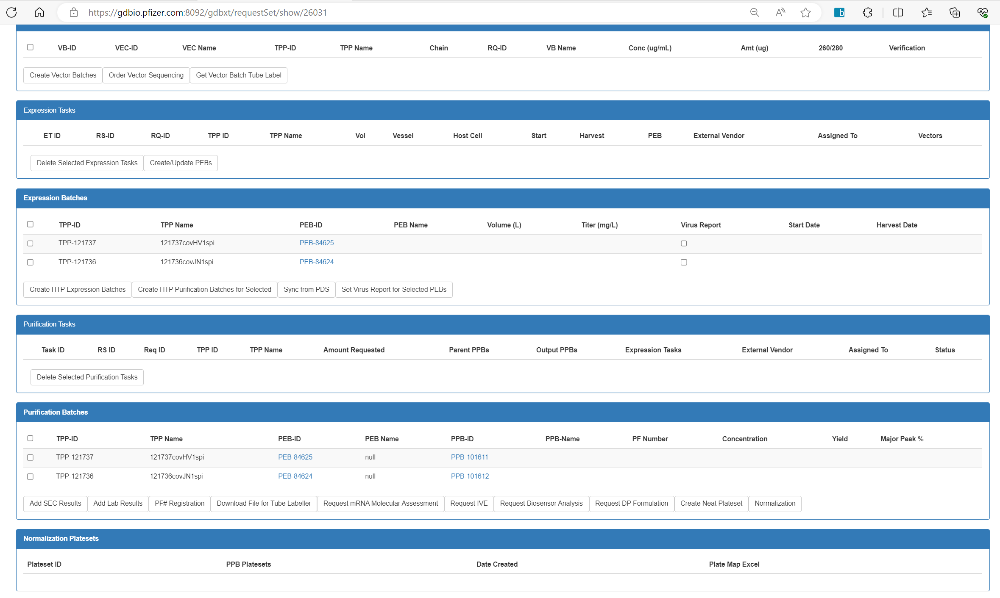 https://gdbio.pfizer.com:8092/gdbxt/requestSet/show/26031
VB-ID VEC-ID VEC Name TPP-ID TPP Name Chain RQ-ID VB Name Conc (ug/mL) Amt (ug) 260/280 Verification
Create Vector Batches Order Vector Sequencing Get Vector Batch Tube Label
Expression Tasks
ET ID RS-ID RQ-ID TPP ID TPP Name Vol Vessel Host Cell Start Harvest PEB External Vendor Assigned To Vectors
Delete Selected Expression Tasks Create/Update PEBs
Expression Batches
TPP-ID TPP Name PEB-ID PEB Name Volume (L) Titer (mg/L) Virus Report Start Date Harvest Date
TPP-121737 121737covHV1spi PEB-84625
TPP-121736 121736covJN1spi PEB-84624
Create HTP Expression Batches Create HTP Purification Batches for Selected Sync from PDS Set Virus Report for Selected PEBs
Purification Tasks
Task ID RS ID Req ID TPP ID TPP Name Amount Requested Parent PPBs Output PPBs Expression Tasks External Vendor Assigned To Status
Delete Selected Purification Tasks
Purification Batches
TPP-ID TPP Name PEB-ID PEB Name PPB-ID PPB-Name PF Number Concentration Yield Major Peak %
TPP-121737 121737covHV1spi PEB-84625 null PPB-101611
TPP-121736 121736covJN1spi PEB-84624 null PPB-101612
Add SEC Results Add Lab Results PF# Registration Download File for Tube Labeller Request mRNA Molecular Assessment Request IVE Request Biosensor Analysis Request DP Formulation Create Neat Plateset Normalization
Normalization Platesets
Plateset ID PPB Platesets Date Created Plate Map Excel